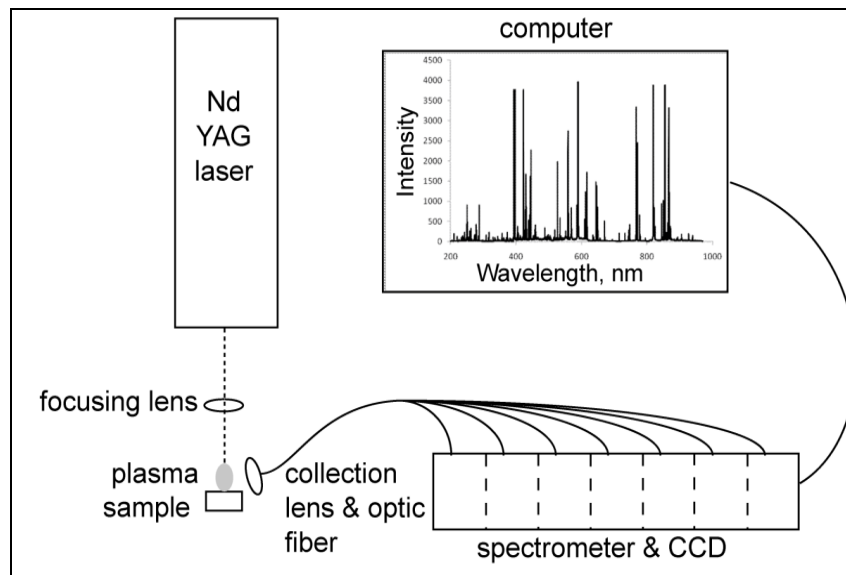 computer
Nd
YAG
laser
4500
4000
3500
3000
2500
2000
1500
1000
500
0
Intensity
200
400
600
800
1000
Wavelength, nm
focusing lens
plasma
sample
collection
lens & optic
fiber
spectrometer & CCD